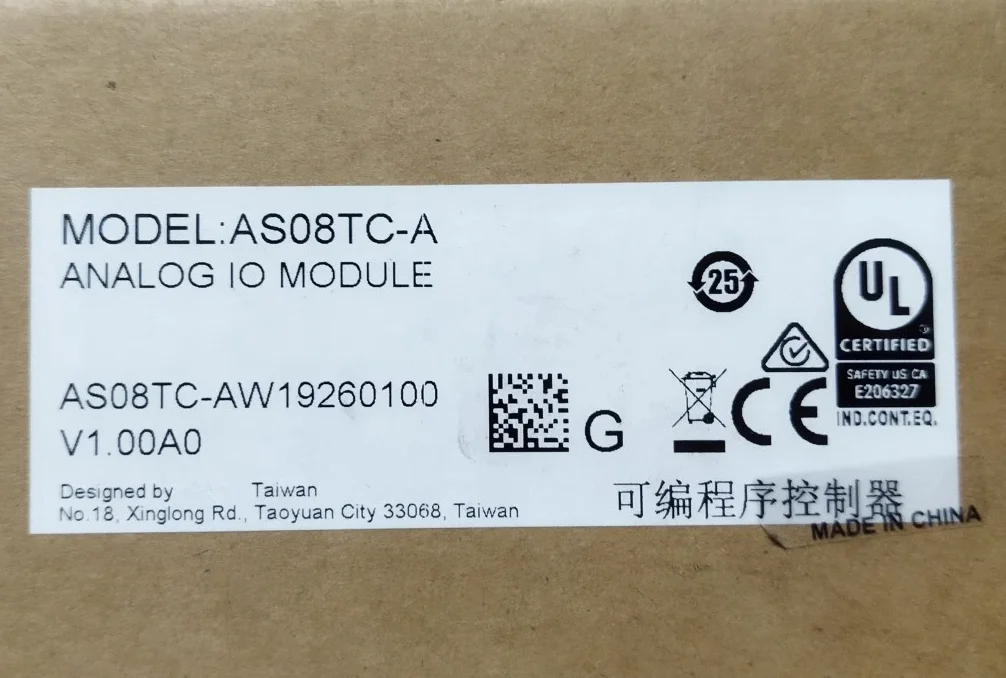 MODEL:AS08TC-A
ANALOG IO MODULE
25
UL
CERTIFIED
SAFETY US CA
E206327
IND.CONT.EQ.
CE
AS08TC-AW19260100
V1.00A0
G
Designed by Taiwan
No.18, Xinglong Rd., Taoyuan City 33068, Taiwan
可编程序控制器
MADE IN CHINA